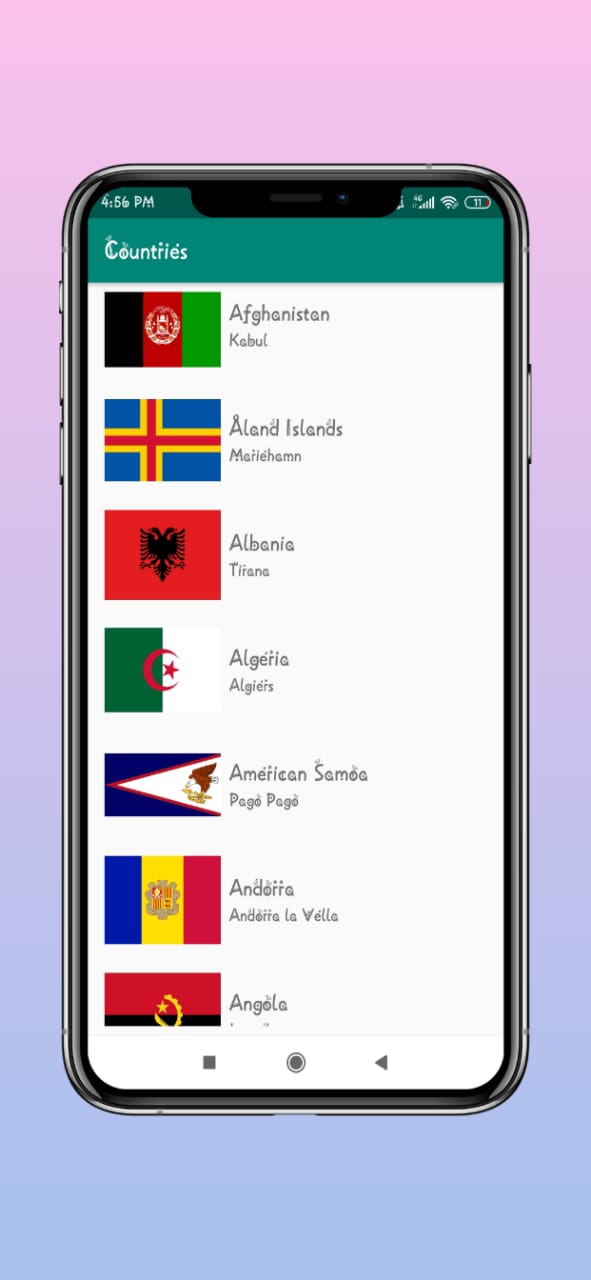 4:56 PM
4G
11
Countries
Afghanistan
Kabul
Åland Islands
Mariehamn
Albania
Tirana
Algeria
Algiers
American Samoa
Pago Pago
Andorra
Andorra la Vella
Angola